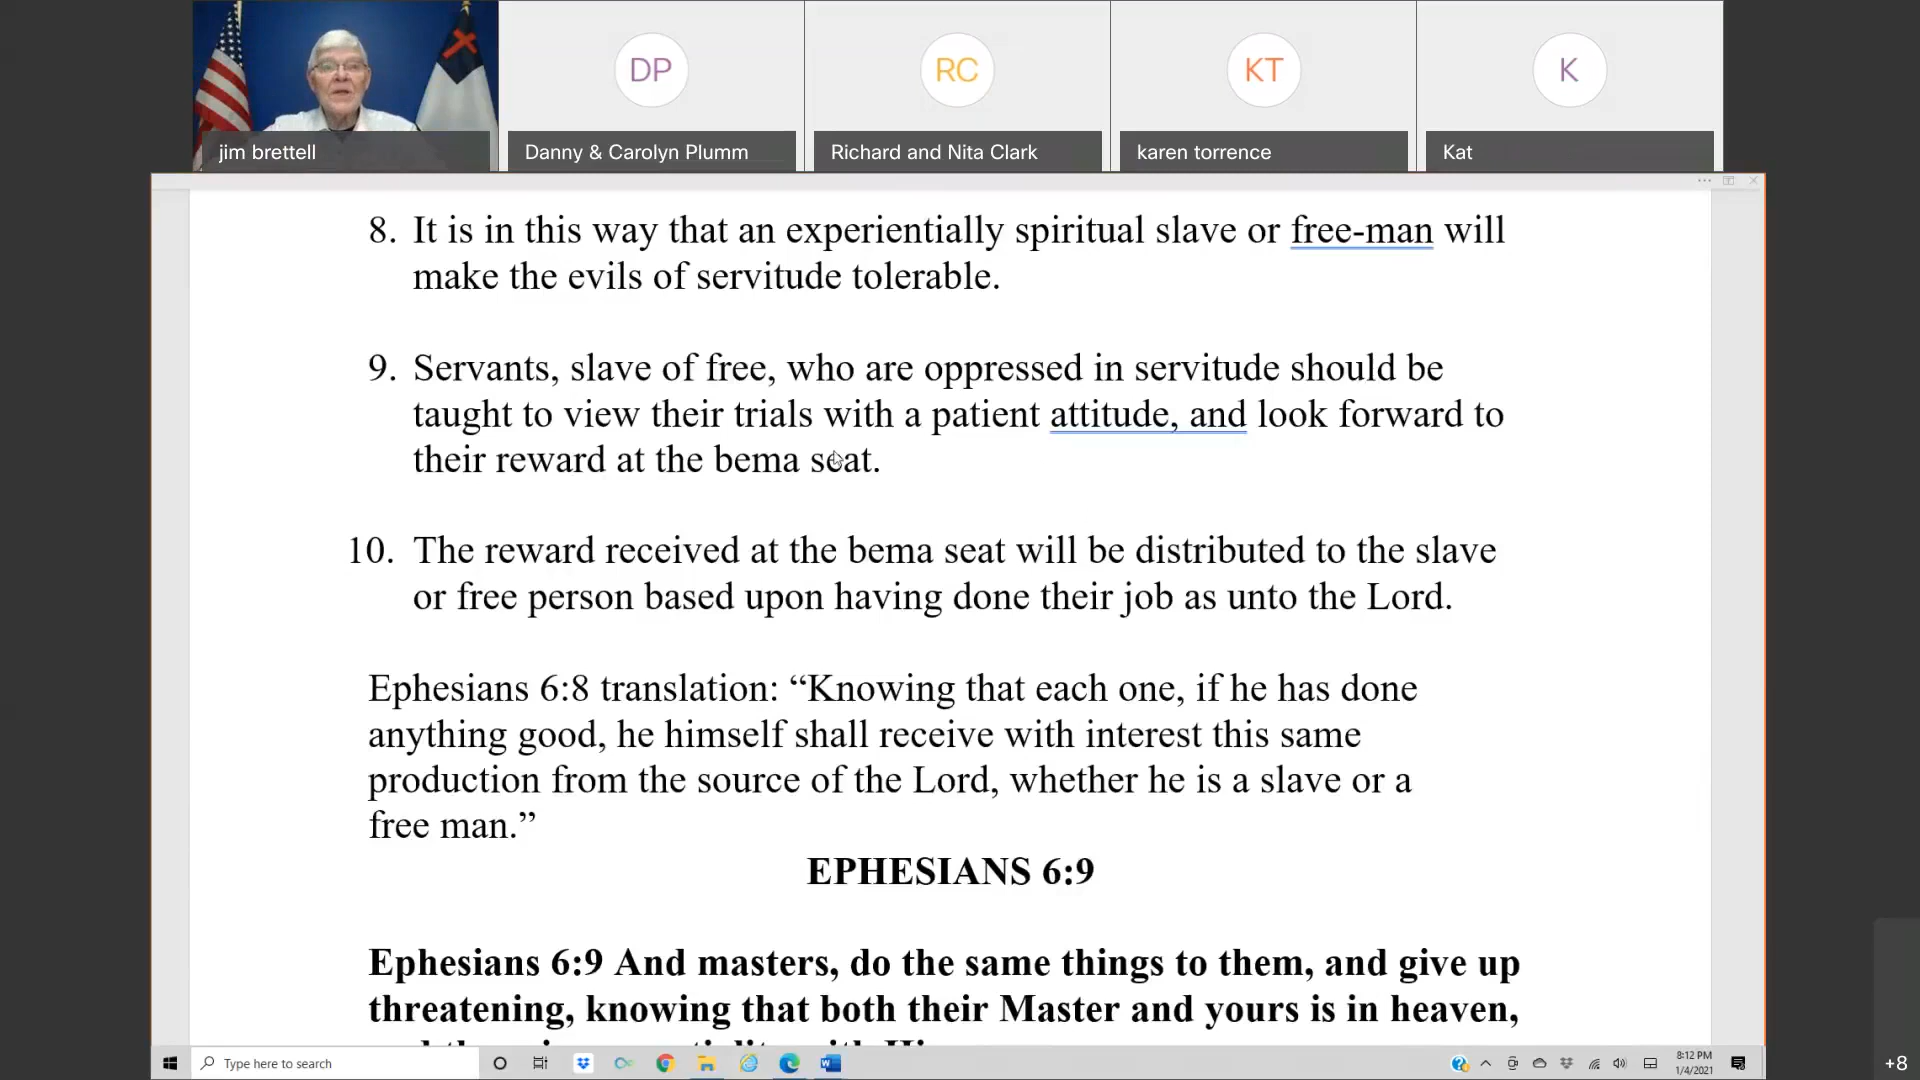 DP
RC
KT
K
jim brettell
Danny & Carolyn Plumm
Richard and Nita Clark
karen torrence
Kat
8. It is in this way that an experientially spiritual slave or free-man will
make the evils of servitude tolerable.
9. Servants, slave of free, who are oppressed in servitude should be
taught to view their trials with a patient attitude, and look forward to
their reward at the bema seat.
10. The reward received at the bema seat will be distributed to the slave
or free person based upon having done their job as unto the Lord.
Ephesians 6:8 translation: “Knowing that each one, if he has done
anything good, he himself shall receive with interest this same
production from the source of the Lord, whether he is a slave or a
free man.”
EPHESIANS 6:9
Ephesians 6:9 And masters, do the same things to them, and give up
threatening, knowing that both their Master and yours is in heaven,
Type here to search
8:12 PM
1/4/2021
+8